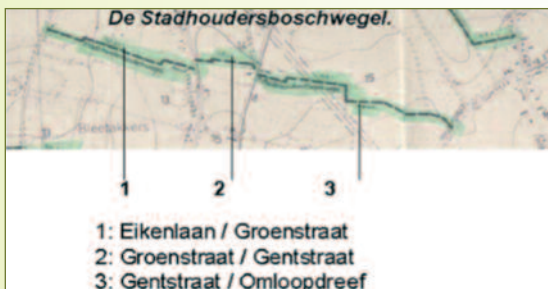 De Stadhoudersboschwegel.
1 2 3
1: Eikenlaan / Groenstraat
2: Groenstraat / Gentstraat
3: Gentstraat / Omloopdreef